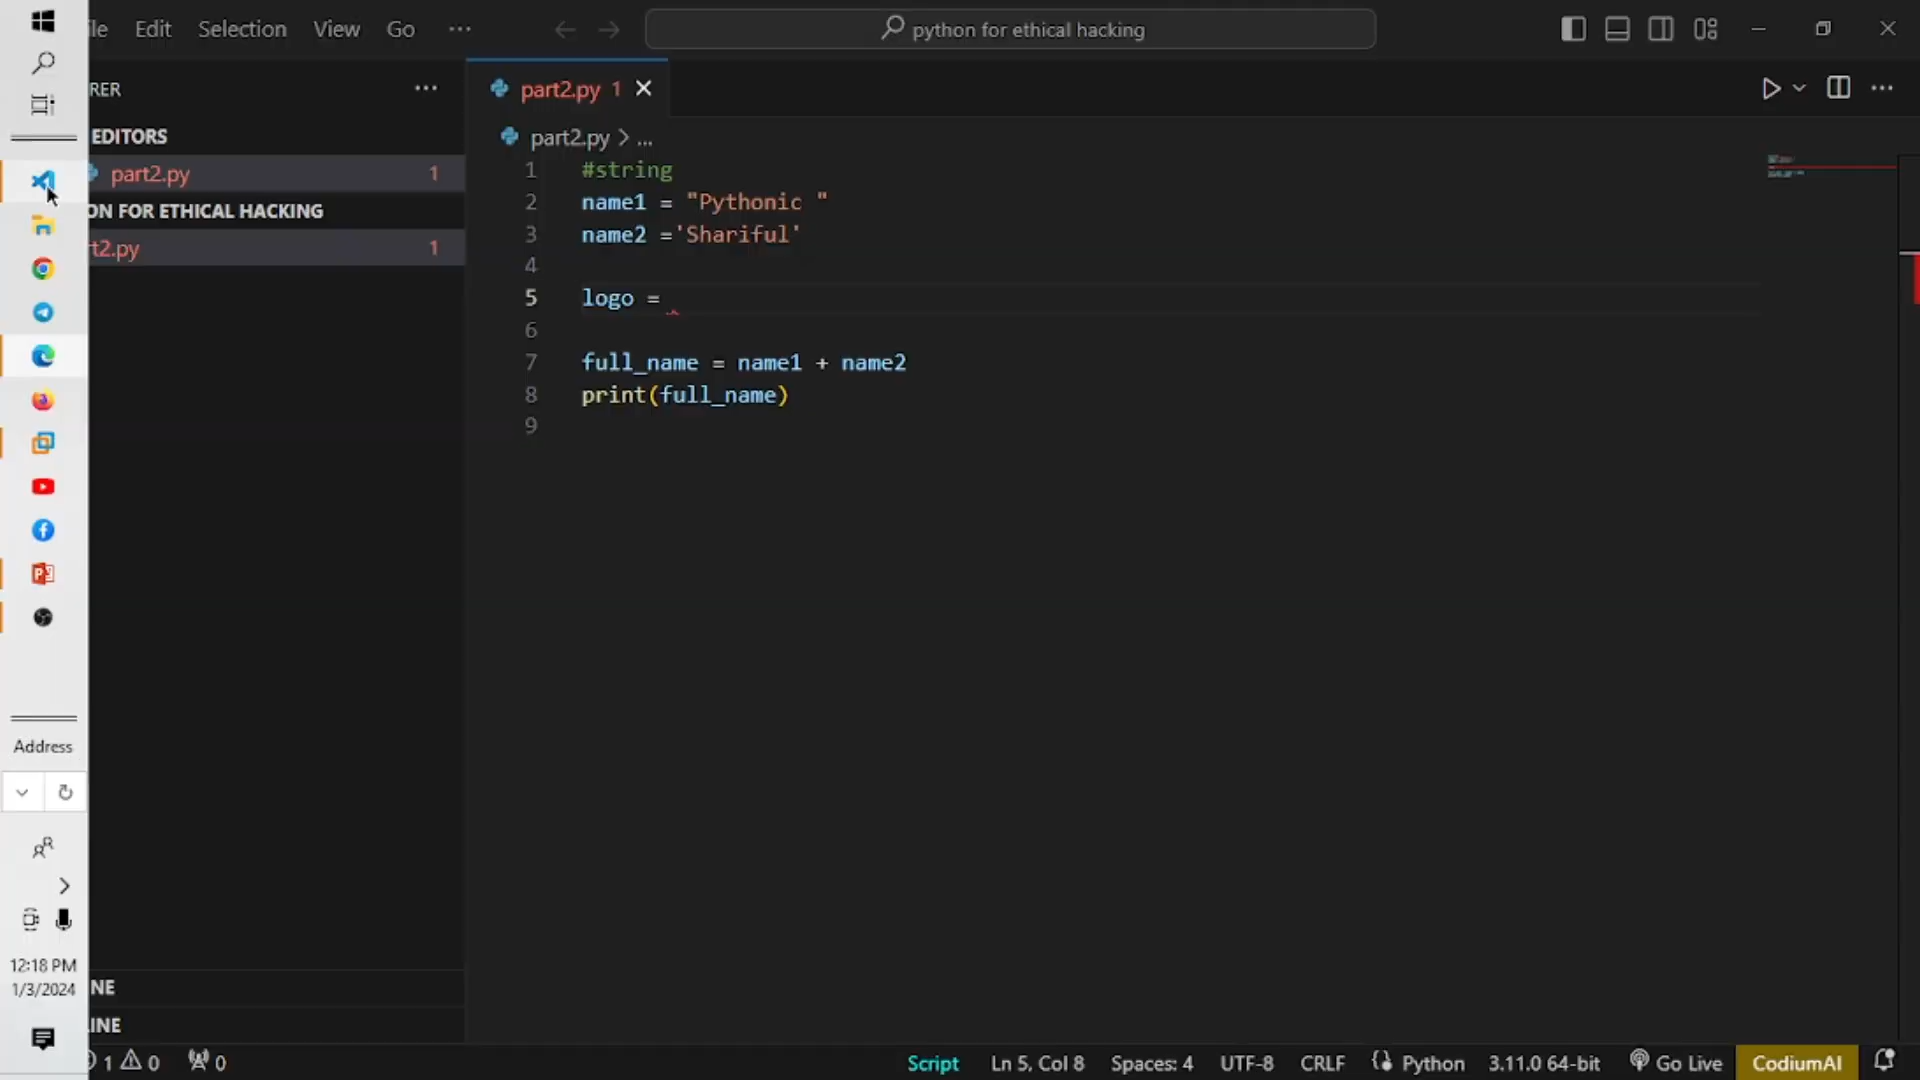 ile Edit Selection View Go ...
python for ethical hacking
RER
EDITORS
part2.py 1
ON FOR ETHICAL HACKING
rt2.py 1
NE
INE
part2.py 1
part2.py > ...
1 #string
2 name1 = "Pythonic "
3 name2 ='Shariful'
4
5 logo =
6
7 full_name = name1 + name2
8 print(full_name)
9
Address
12:18 PM
1/3/2024
1 0 0
Script Ln 5, Col 8 Spaces: 4 UTF-8 CRLF Python 3.11.0 64-bit Go Live CodiumAI